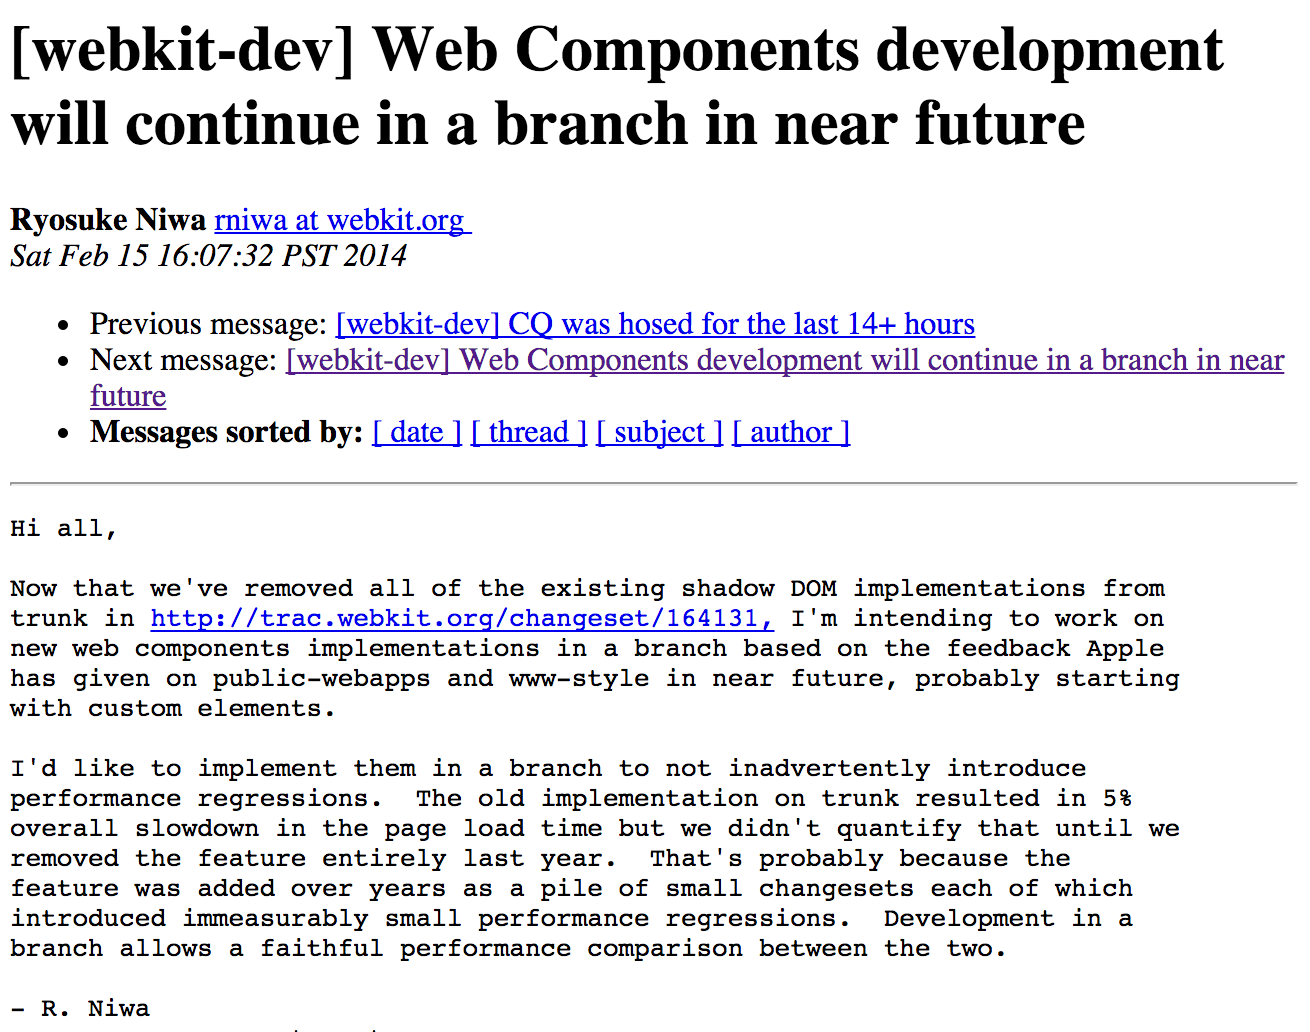 [webkit-dev] Web Components development
will continue in a branch in near future
Ryosuke Niwa rniwa at webkit.org
Sat Feb 15 16:07:32 PST 2014
• Previous message: [webkit-dev] CQ was hosed for the last 14+ hours
• Next message: [webkit-dev] Web Components development will continue in a branch in near
future
• Messages sorted by: [ date ] [ thread ] [ subject ] [ author ]
Hi all,
Now that we've removed all of the existing shadow DOM implementations from
trunk in http://trac.webkit.org/changeset/164131, I'm intending to work on
new web components implementations in a branch based on the feedback Apple
has given on public-webapps and www-style in near future, probably starting
with custom elements.
I'd like to implement them in a branch to not inadvertently introduce
performance regressions.  The old implementation on trunk resulted in 5%
overall slowdown in the page load time but we didn't quantify that until we
removed the feature entirely last year.  That's probably because the
feature was added over years as a pile of small changesets each of which
introduced immeasurably small performance regressions.  Development in a
branch allows a faithful performance comparison between the two.
- R. Niwa